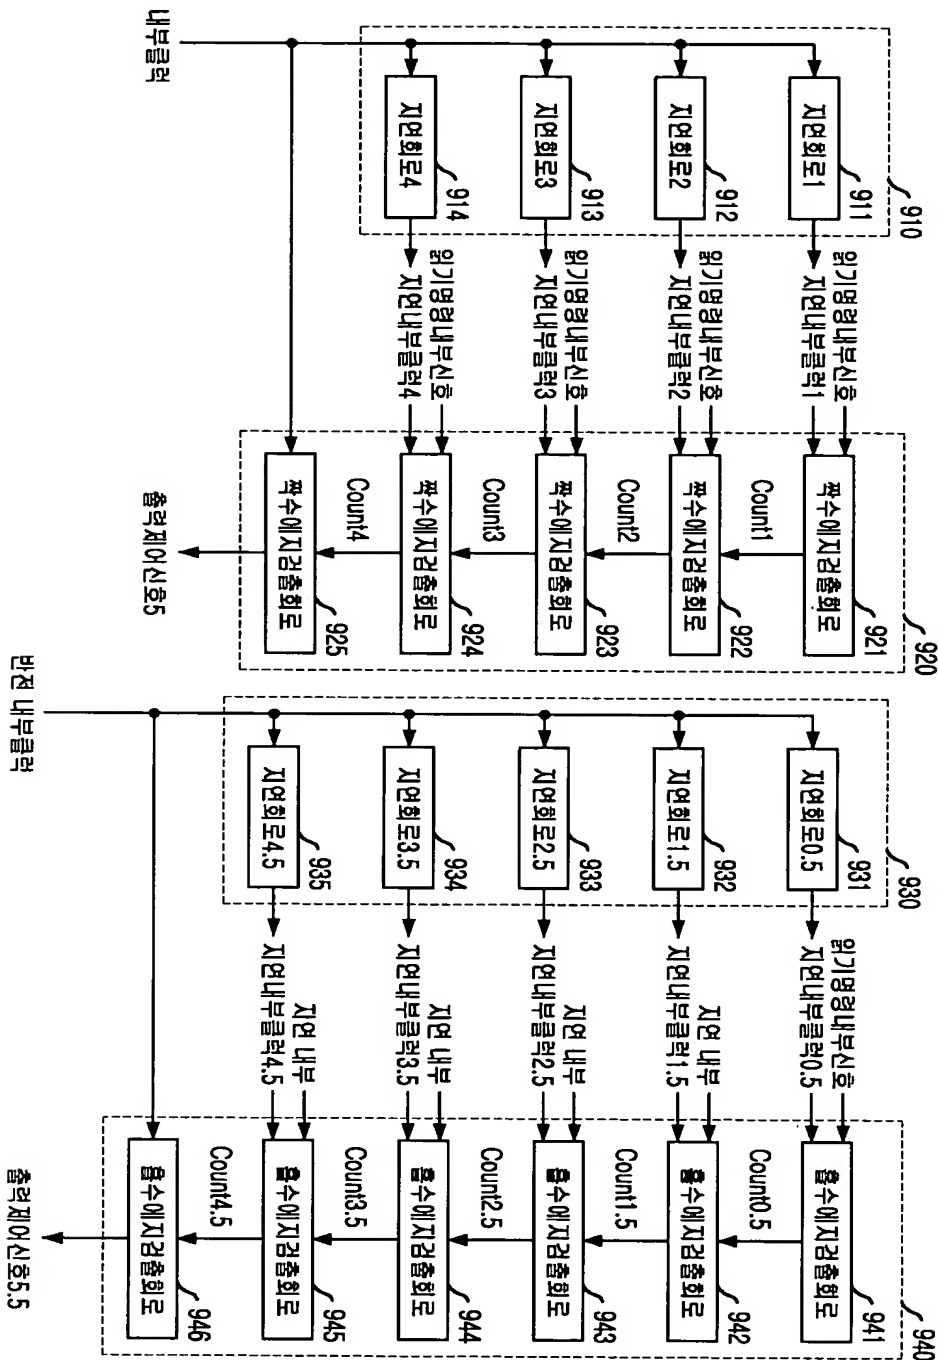 내부클럭
910
지연회로1
911
지연회로2
912
지연회로3
913
지연회로4
914
읽기명령내부신호
지연내부클럭1
읽기명령내부신호
지연내부클럭2
읽기명령내부신호
지연내부클럭3
읽기명령내부신호
지연내부클럭4
920
짝수에지검출회로
921
Count1
짝수에지검출회로
922
Count2
짝수에지검출회로
923
Count3
짝수에지검출회로
924
Count4
짝수에지검출회로
925
출력제어신호5
반전 내부클럭
930
지연회로0.5
931
지연회로1.5
932
지연회로2.5
933
지연회로3.5
934
지연회로4.5
935
읽기명령내부신호
지연내부클럭0.5
지연 내부
지연내부클럭1.5
지연 내부
지연내부클럭2.5
지연 내부
지연내부클럭3.5
지연 내부
지연내부클럭4.5
940
홀수에지검출회로
941
Count0.5
홀수에지검출회로
942
Count1.5
홀수에지검출회로
943
Count2.5
홀수에지검출회로
944
Count3.5
홀수에지검출회로
945
Count4.5
홀수에지검출회로
946
출력제어신호5.5